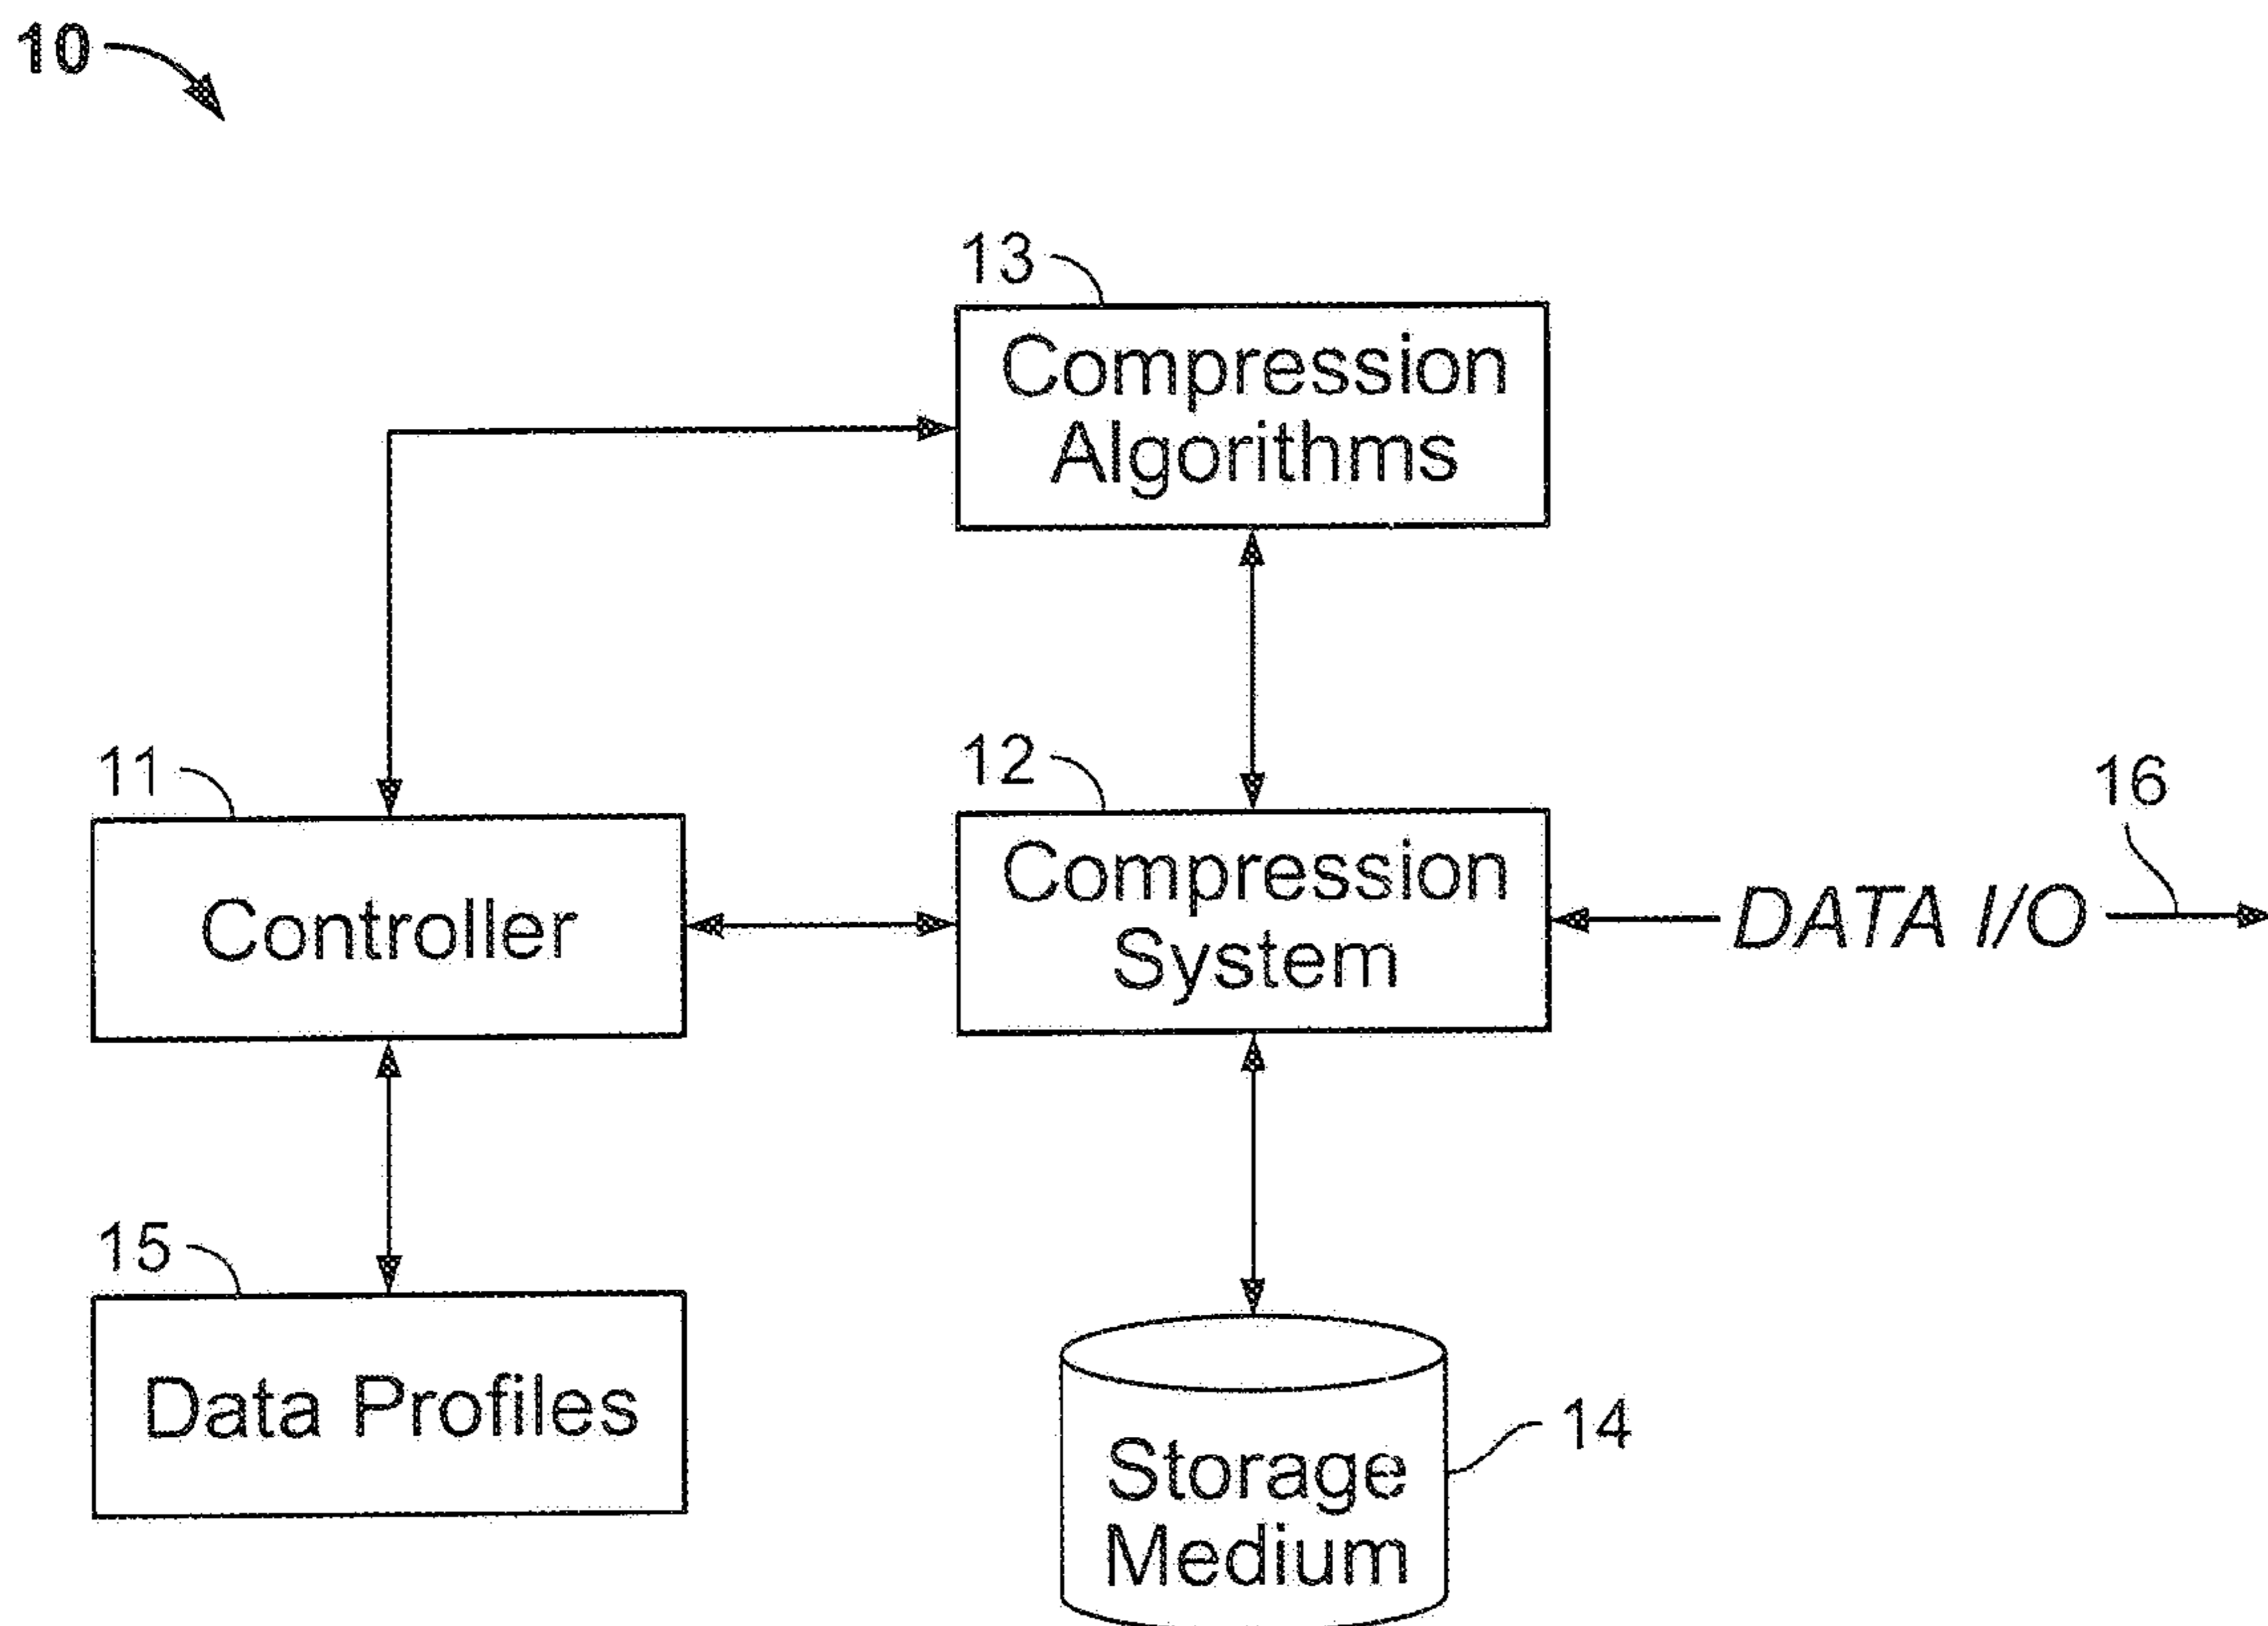 10
13
Compression
Algorithms
11
Controller
12
Compression
System
16
DATA I/O
15
Data Profiles
14
Storage
Medium